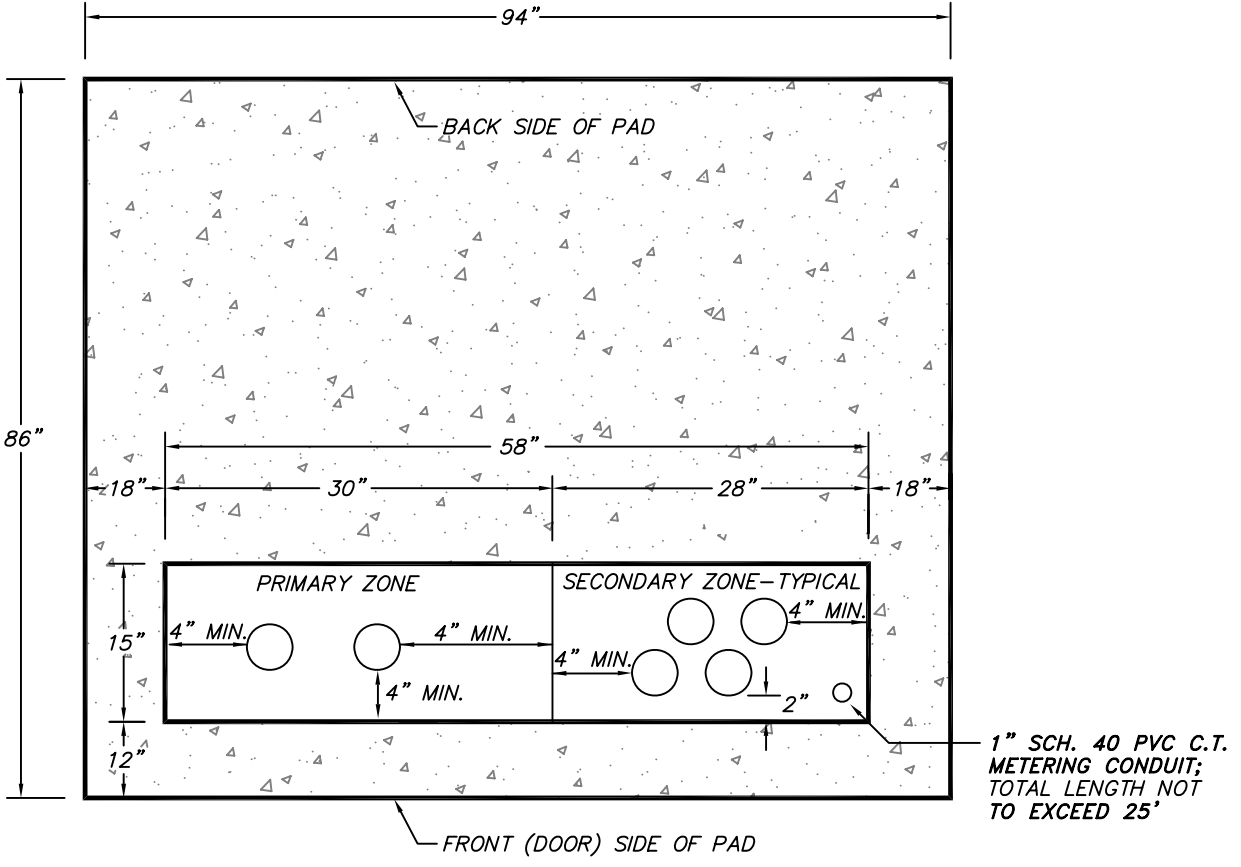 94”
BACK SIDE OF PAD
86”
58”
18” 30” 28” 18”
PRIMARY ZONE
SECONDARY ZONE–TYPICAL
4” MIN.
15”
4” MIN.
4” MIN.
4” MIN.
4” MIN.
2”
12”
1” SCH. 40 PVC C.T.
METERING CONDUIT;
TOTAL LENGTH NOT
TO EXCEED 25’
FRONT (DOOR) SIDE OF PAD